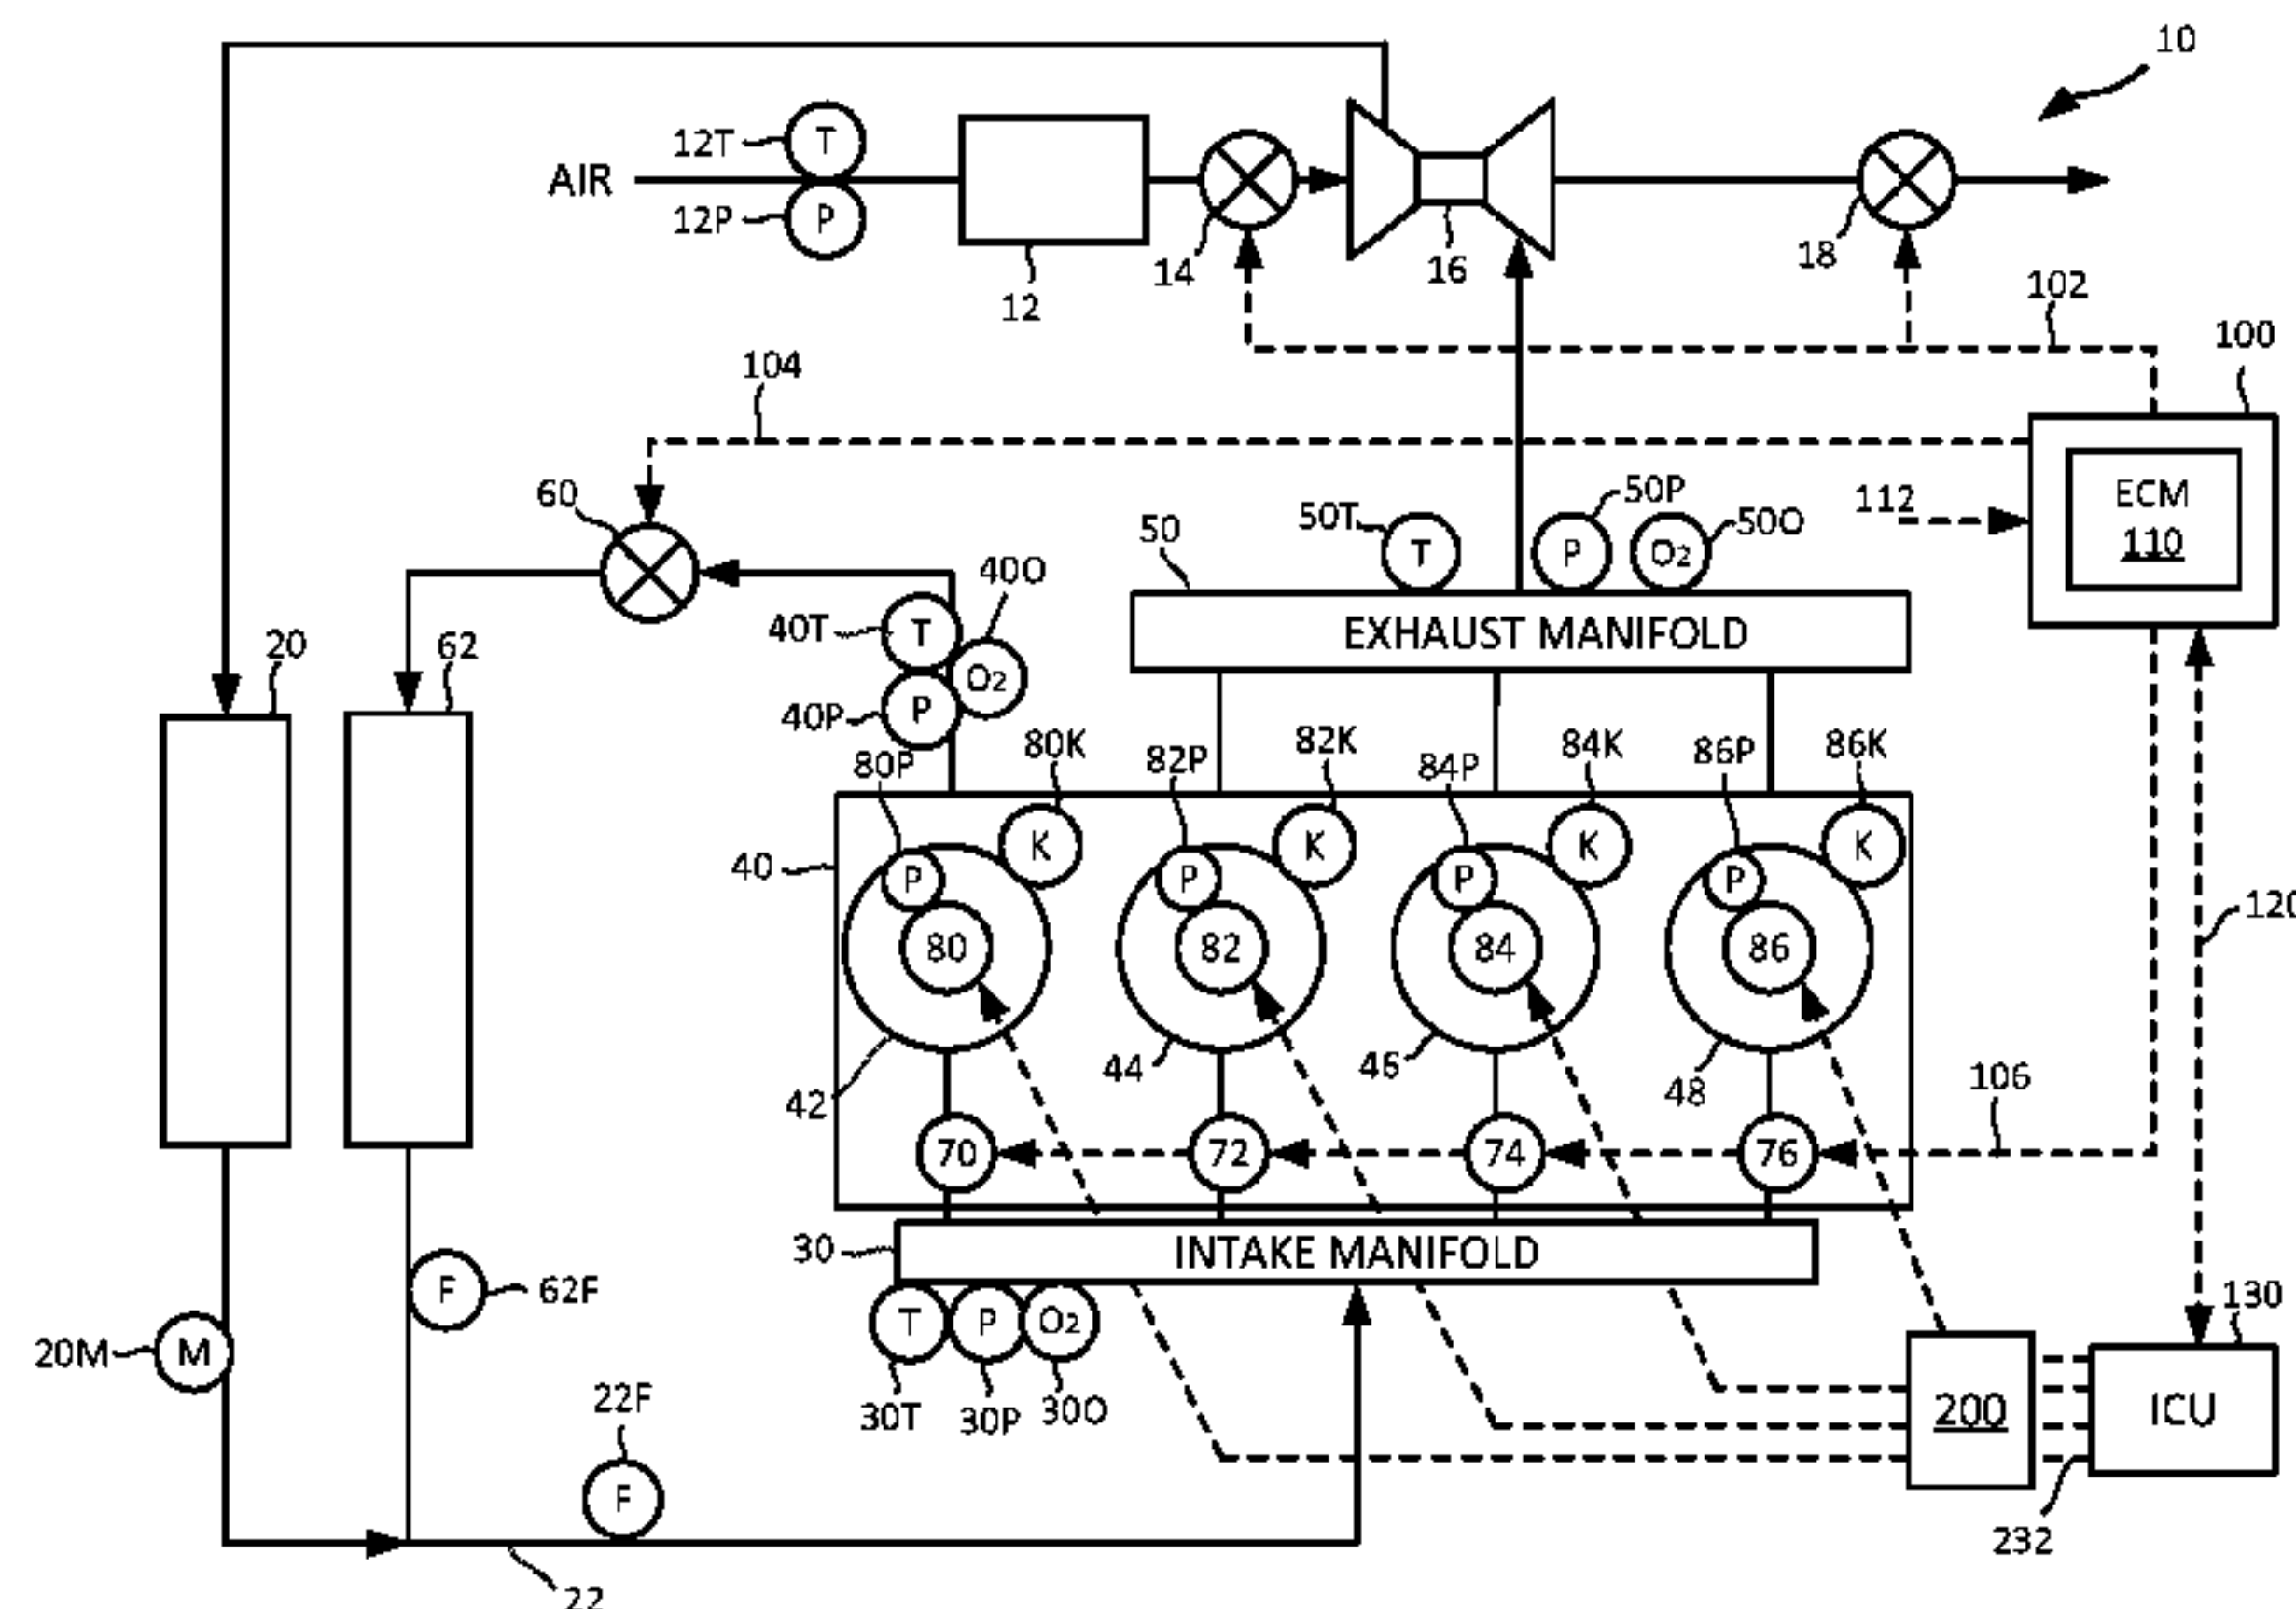 10
12T
T
AIR
12P
P
12
14
16
18
102
100
104
ECM
110
112
60
50
50T
T
50P
P
50O
O2
EXHAUST MANIFOLD
40O
40T
T
O2
40P
P
20
62
80P
80K
82P
82K
84P
84K
86P
86K
K
K
K
K
P
P
P
P
40
80
82
84
86
120
42
44
46
48
106
70
72
74
76
30
INTAKE MANIFOLD
F
62F
T
P
O2
130
20M
M
30T
30P
30O
22F
F
200
ICU
232
22